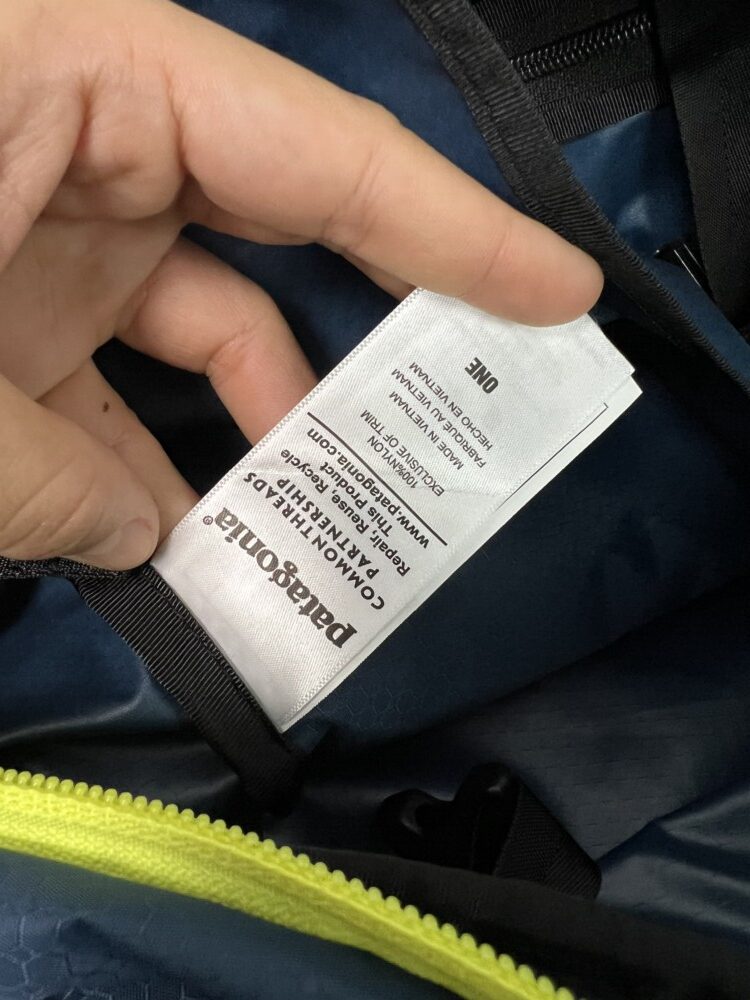 patagonia®
COMMON THREADS
PARTNERSHIP
Repair, Reuse, Recycle
This Product
www.patagonia.com
100%NYLON
EXCLUSIVE OF TRIM
MADE IN VIETNAM
FABRIQUE AU VIETNAM
HECHO EN VIETNAM
ONE